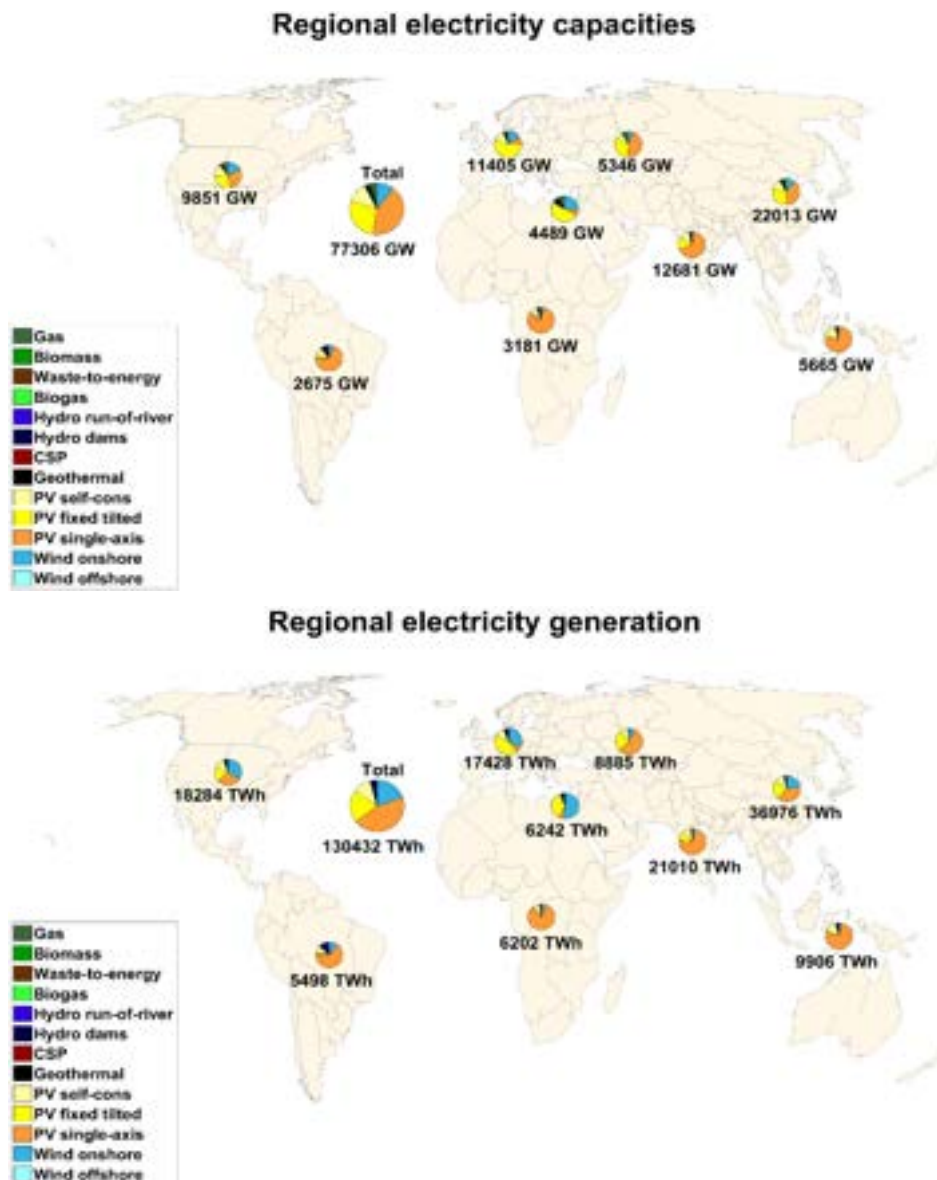 Regional electricity capacities
11405 GW
5346 GW
9851 GW
Total
77306 GW
4489 GW
22013 GW
12681 GW
3181 GW
2675 GW
5665 GW
Gas
Biomass
Waste-to-energy
Biogas
Hydro run-of-river
Hydro dams
CSP
Geothermal
PV self-cons
PV fixed tilted
PV single-axis
Wind onshore
Wind offshore
Regional electricity generation
17428 TWh
8885 TWh
18284 TWh
Total
130432 TWh
6242 TWh
36976 TWh
21010 TWh
6202 TWh
5498 TWh
9906 TWh
Gas
Biomass
Waste-to-energy
Biogas
Hydro run-of-river
Hydro dams
CSP
Geothermal
PV self-cons
PV fixed tilted
PV single-axis
Wind onshore
Wind offshore